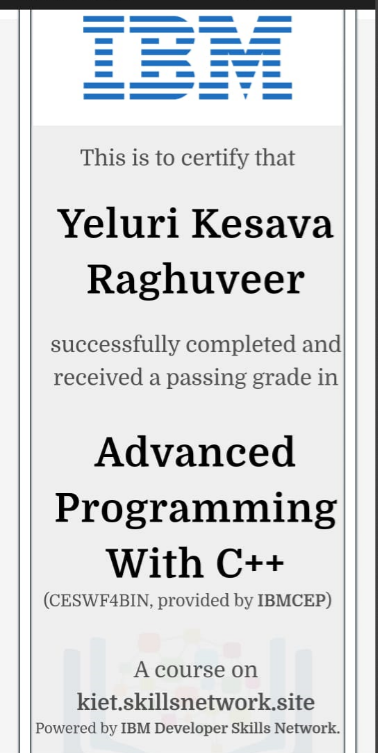 IBM
This is to certify that
Yeluri Kesava
Raghuveer
successfully completed and
received a passing grade in
Advanced
Programming
With C++
(CESWF4BIN, provided by IBMCEP)
A course on
kiet.skillsnetwork.site
Powered by IBM Developer Skills Network.